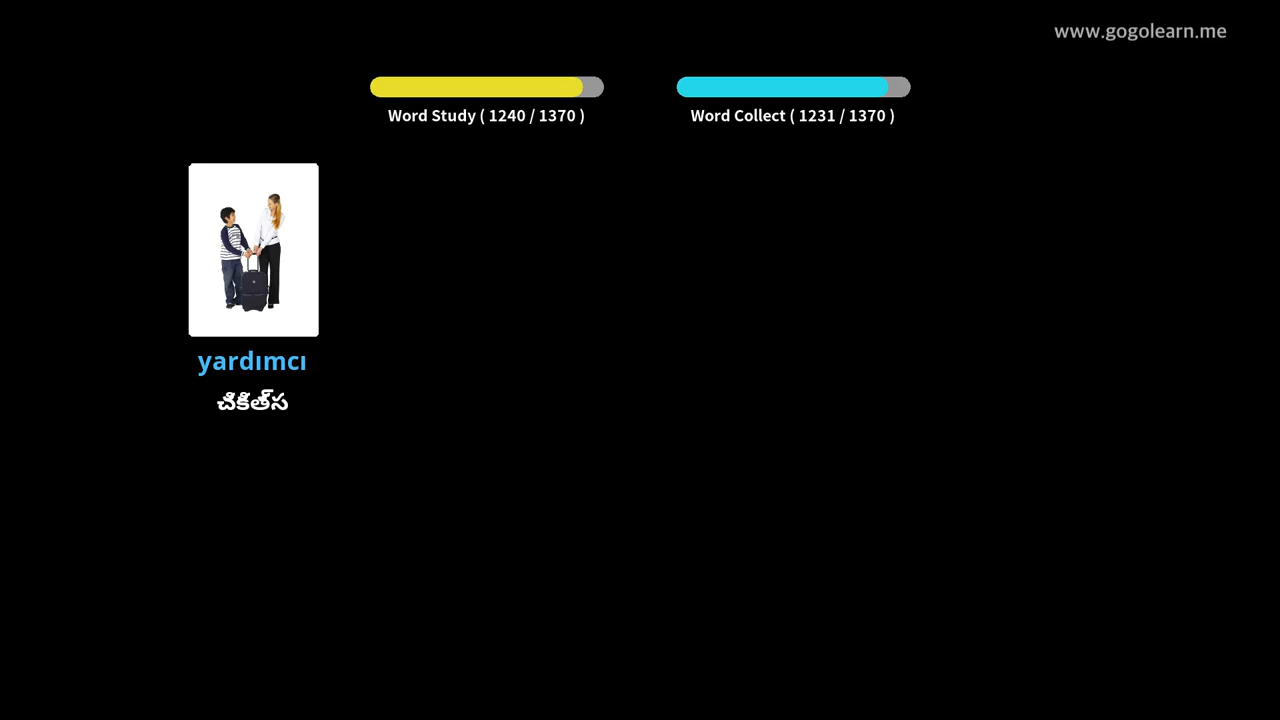 www.gogolearn.me
Word Study ( 1240 / 1370 )
Word Collect ( 1231 / 1370 )
yardımcı
చికిత్స